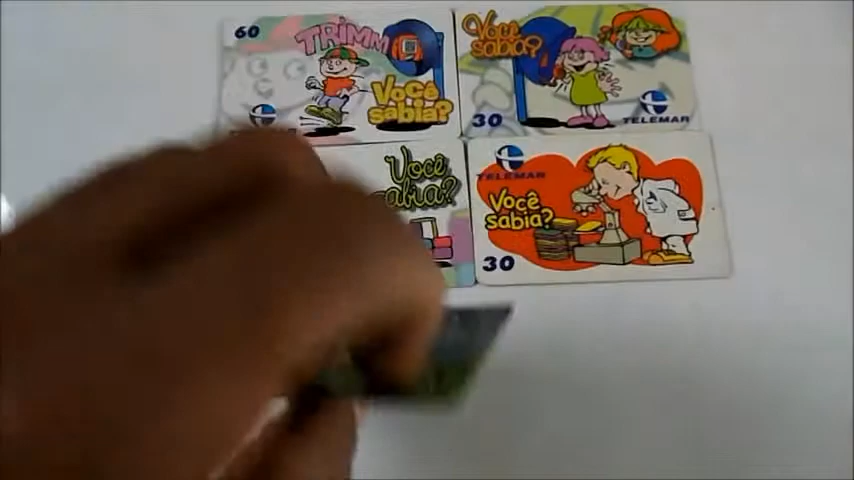 60
TRIMM
Você
sabia?
Você
sabia?
30
TELEMAR
Você
sabia?
TELEMAR
Você
sabia?
30